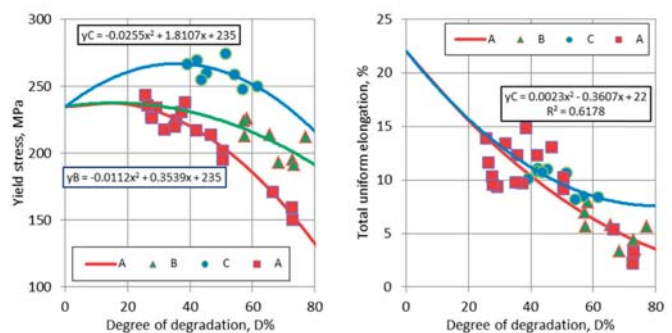 yC = -0.0255x² + 1.8107x + 235
300
250
200
150
100
Yield stress, MPa
yB = -0.0112x² + 0.3539x + 235
A B C A
0 20 40 60 80
Degree of degradation, D%
25
20
15
10
5
0
Total uniform elongation, %
A B C A
yC = 0.0023x² - 0.3607x + 22
R² = 0.6178
0 20 40 60 80
Degree of degradation, D%